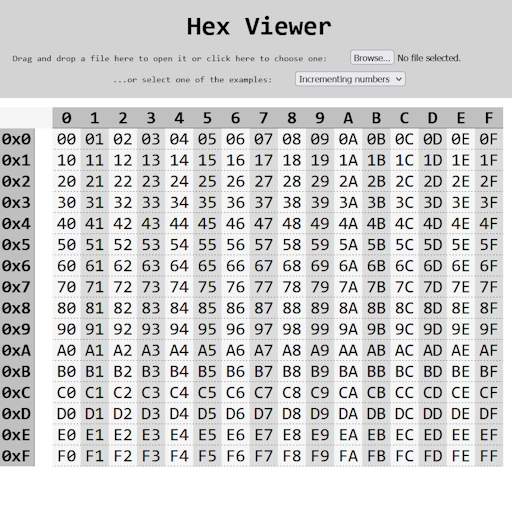 Hex Viewer
Drag and drop a file here to open it or click here to choose one: Browse... No file selected.
...or select one of the examples: Incrementing numbers
0 1 2 3 4 5 6 7 8 9 A B C D E F
0x0 00 01 02 03 04 05 06 07 08 09 0A 0B 0C 0D 0E 0F
0x1 10 11 12 13 14 15 16 17 18 19 1A 1B 1C 1D 1E 1F
0x2 20 21 22 23 24 25 26 27 28 29 2A 2B 2C 2D 2E 2F
0x3 30 31 32 33 34 35 36 37 38 39 3A 3B 3C 3D 3E 3F
0x4 40 41 42 43 44 45 46 47 48 49 4A 4B 4C 4D 4E 4F
0x5 50 51 52 53 54 55 56 57 58 59 5A 5B 5C 5D 5E 5F
0x6 60 61 62 63 64 65 66 67 68 69 6A 6B 6C 6D 6E 6F
0x7 70 71 72 73 74 75 76 77 78 79 7A 7B 7C 7D 7E 7F
0x8 80 81 82 83 84 85 86 87 88 89 8A 8B 8C 8D 8E 8F
0x9 90 91 92 93 94 95 96 97 98 99 9A 9B 9C 9D 9E 9F
0xA A0 A1 A2 A3 A4 A5 A6 A7 A8 A9 AA AB AC AD AE AF
0xB B0 B1 B2 B3 B4 B5 B6 B7 B8 B9 BA BB BC BD BE BF
0xC C0 C1 C2 C3 C4 C5 C6 C7 C8 C9 CA CB CC CD CE CF
0xD D0 D1 D2 D3 D4 D5 D6 D7 D8 D9 DA DB DC DD DE DF
0xE E0 E1 E2 E3 E4 E5 E6 E7 E8 E9 EA EB EC ED EE EF
0xF F0 F1 F2 F3 F4 F5 F6 F7 F8 F9 FA FB FC FD FE FF